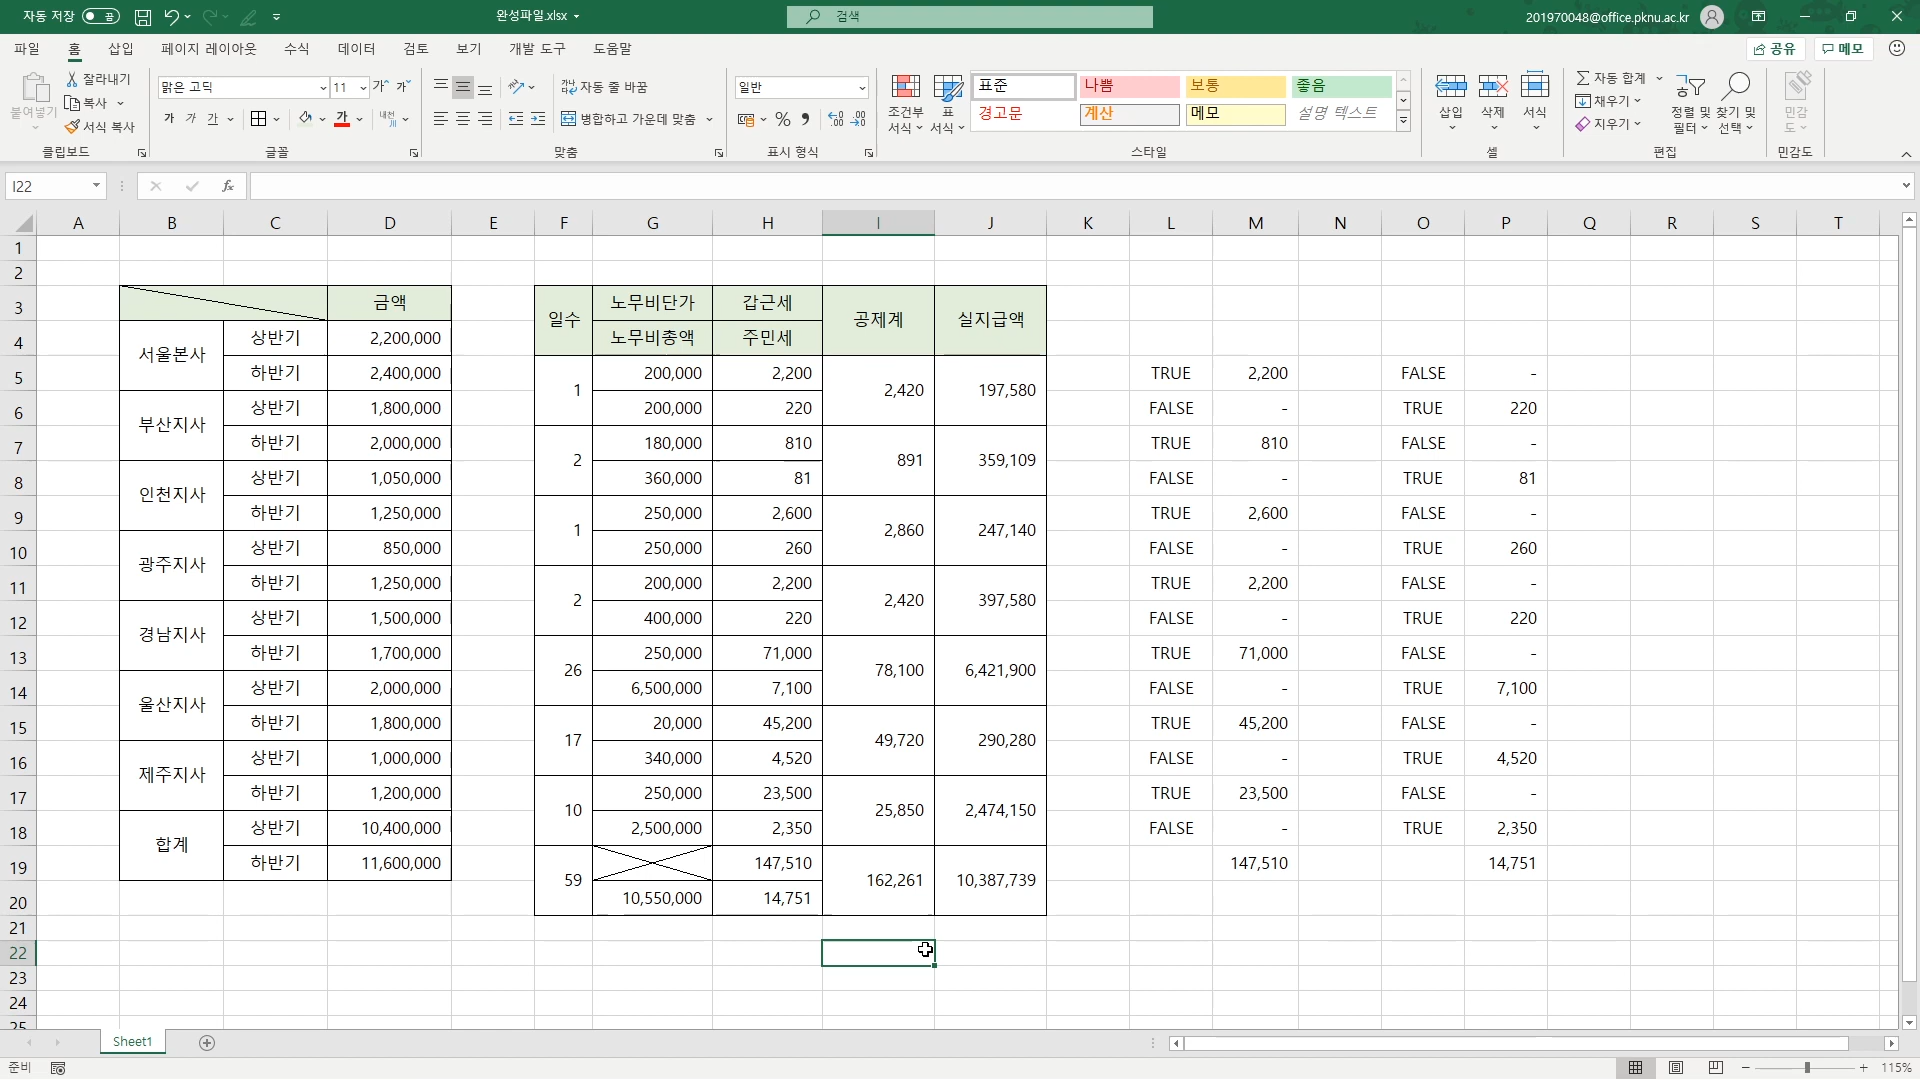 자동 저장 끔 완성파일.xlsx 검색 201970048@office.pknu.ac.kr
파일 홈 삽입 페이지 레이아웃 수식 데이터 검토 보기 개발 도구 도움말 공유 메모
붙여넣기 잘라내기 복사 서식 복사 클립보드
맑은 고딕 11 가 가 가 가 가 가 내천 글꼴
자동 줄 바꿈 병합하고 가운데 맞춤 맞춤
일반 % 표시 형식
조건부 서식 표 서식 표준 나쁨 보통 좋음
경고문 계산 메모 설명 텍스트 스타일
삽입 삭제 서식 셀
자동 합계 채우기 지우기 정렬 및 필터 찾기 및 선택 편집
민감도 민감도
I22 fx
A B C D E F G H I J K L M N O P Q R S T
1
2
3 금액 일수 노무비단가 갑근세 공제계 실지급액
4 서울본사 상반기 2,200,000 노무비총액 주민세
5 하반기 2,400,000 1 200,000 2,200 2,420 197,580 TRUE 2,200 FALSE -
6 부산지사 상반기 1,800,000 200,000 220 FALSE - TRUE 220
7 하반기 2,000,000 2 180,000 810 891 359,109 TRUE 810 FALSE -
8 인천지사 상반기 1,050,000 360,000 81 FALSE - TRUE 81
9 하반기 1,250,000 1 250,000 2,600 2,860 247,140 TRUE 2,600 FALSE -
10 광주지사 상반기 850,000 250,000 260 FALSE - TRUE 260
11 하반기 1,250,000 2 200,000 2,200 2,420 397,580 TRUE 2,200 FALSE -
12 경남지사 상반기 1,500,000 400,000 220 FALSE - TRUE 220
13 하반기 1,700,000 26 250,000 71,000 78,100 6,421,900 TRUE 71,000 FALSE -
14 울산지사 상반기 2,000,000 6,500,000 7,100 FALSE - TRUE 7,100
15 하반기 1,800,000 17 20,000 45,200 49,720 290,280 TRUE 45,200 FALSE -
16 제주지사 상반기 1,000,000 340,000 4,520 FALSE - TRUE 4,520
17 하반기 1,200,000 10 250,000 23,500 25,850 2,474,150 TRUE 23,500 FALSE -
18 합계 상반기 10,400,000 2,500,000 2,350 FALSE - TRUE 2,350
19 하반기 11,600,000 59 147,510 162,261 10,387,739 147,510 14,751
20 10,550,000 14,751
21
22
23
24
25
Sheet1
준비 115%